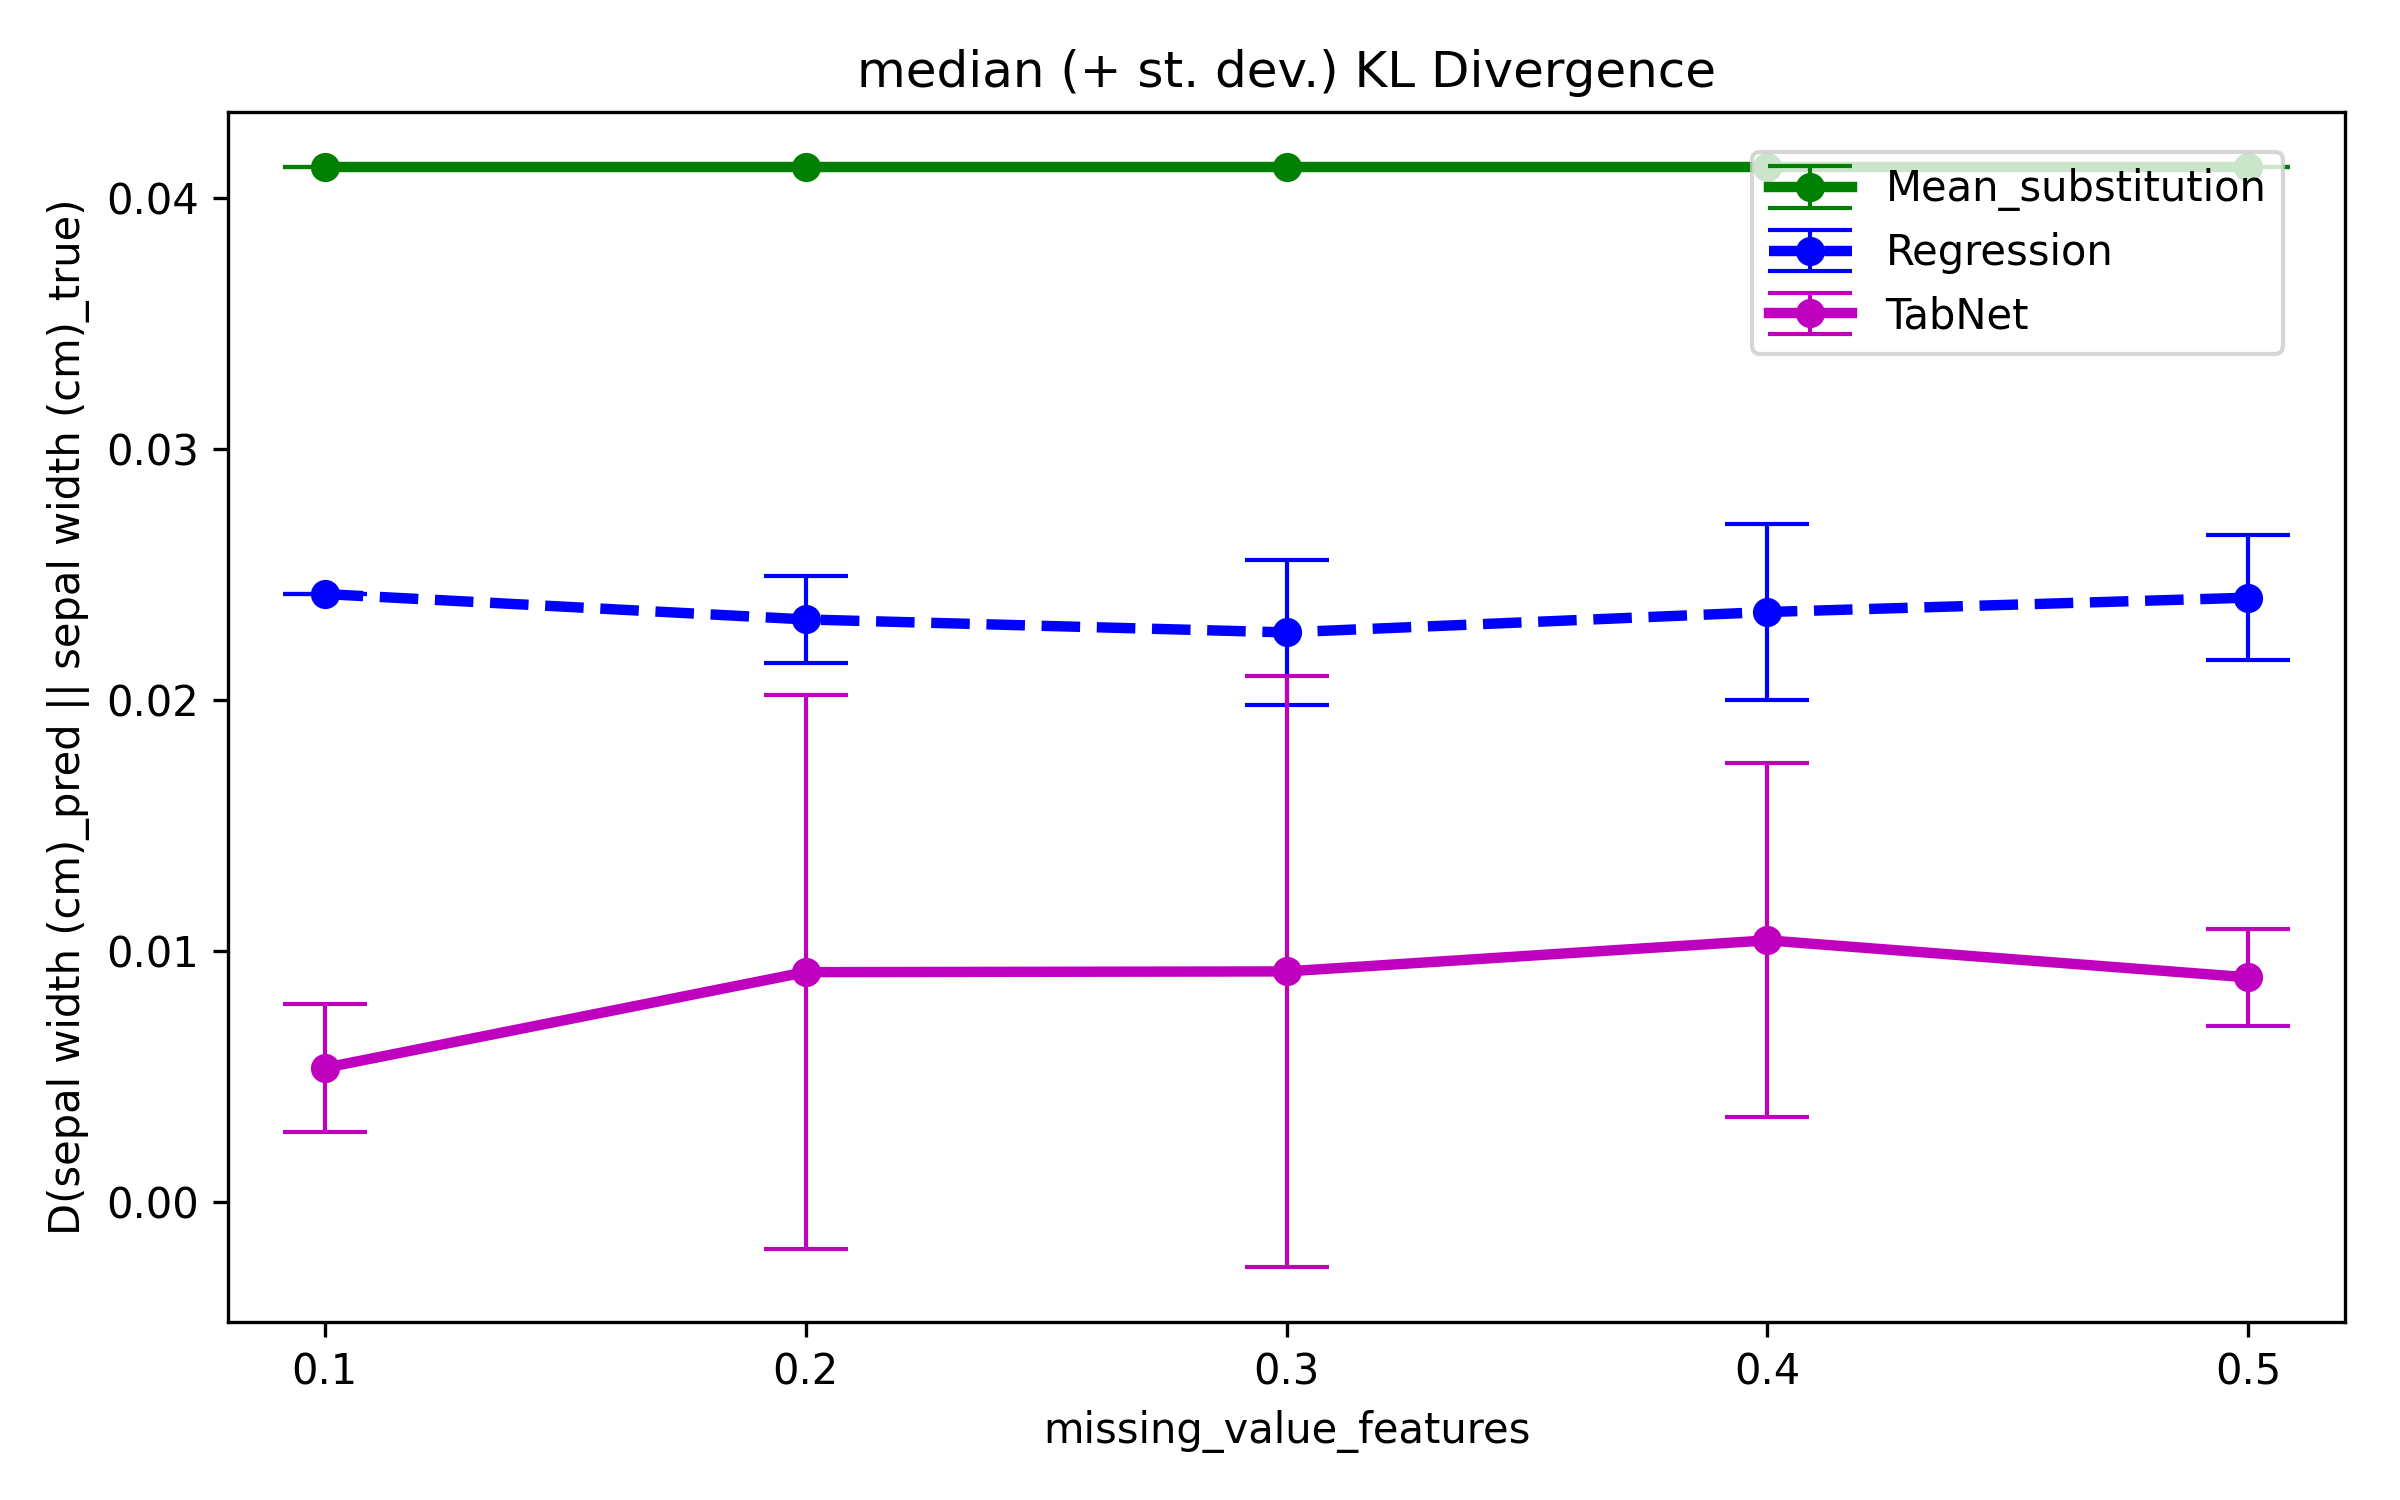 median (+ st. dev.) KL Divergence
D(sepal width (cm)_pred || sepal width (cm)_true)
0.04
0.03
0.02
0.01
0.00
Mean_substitution
Regression
TabNet
0.1 0.2 0.3 0.4 0.5
missing_value_features